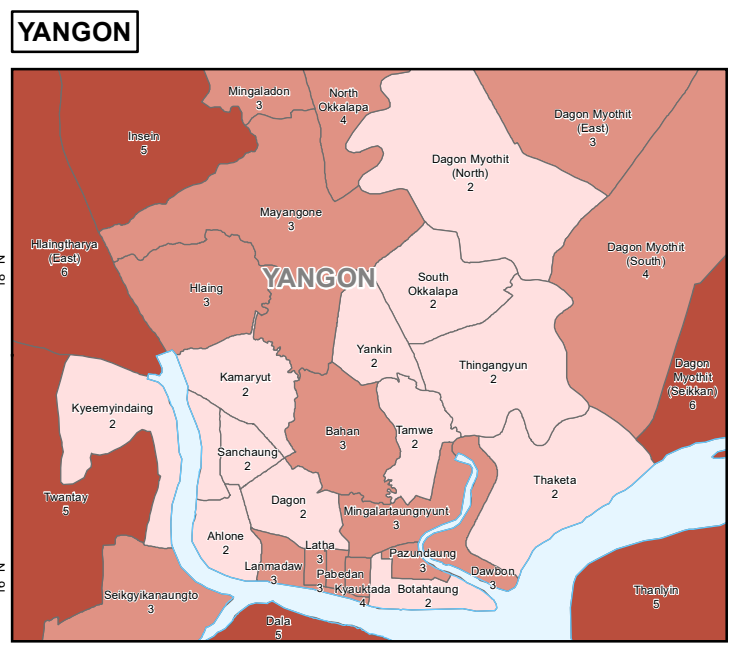 YANGON
Mingaladon
3
North
Okkalapa
4
Dagon Myothit
(East)
3
Insein
5
Dagon Myothit
(North)
2
Mayangone
3
Hlaingtharya
(East)
6
Dagon Myothit
(South)
4
YANGON
South
Okkalapa
2
Hlaing
3
Yankin
2
Thingangyun
2
Dagon
Myothit
(Seikkan)
6
Kamaryut
2
Kyeemyindaing
2
Bahan
3
Tamwe
2
Sanchaung
2
Thaketa
2
Twantay
5
Dagon
2
Mingalartaungnyunt
3
Ahlone
2
Latha
3
Pazundaung
3
Lanmadaw
3
Pabedan
3
Dawbon
3
Kyauktada
4
Botahtaung
2
Seikgyikanaungto
3
Thanlyin
5
Dala
5